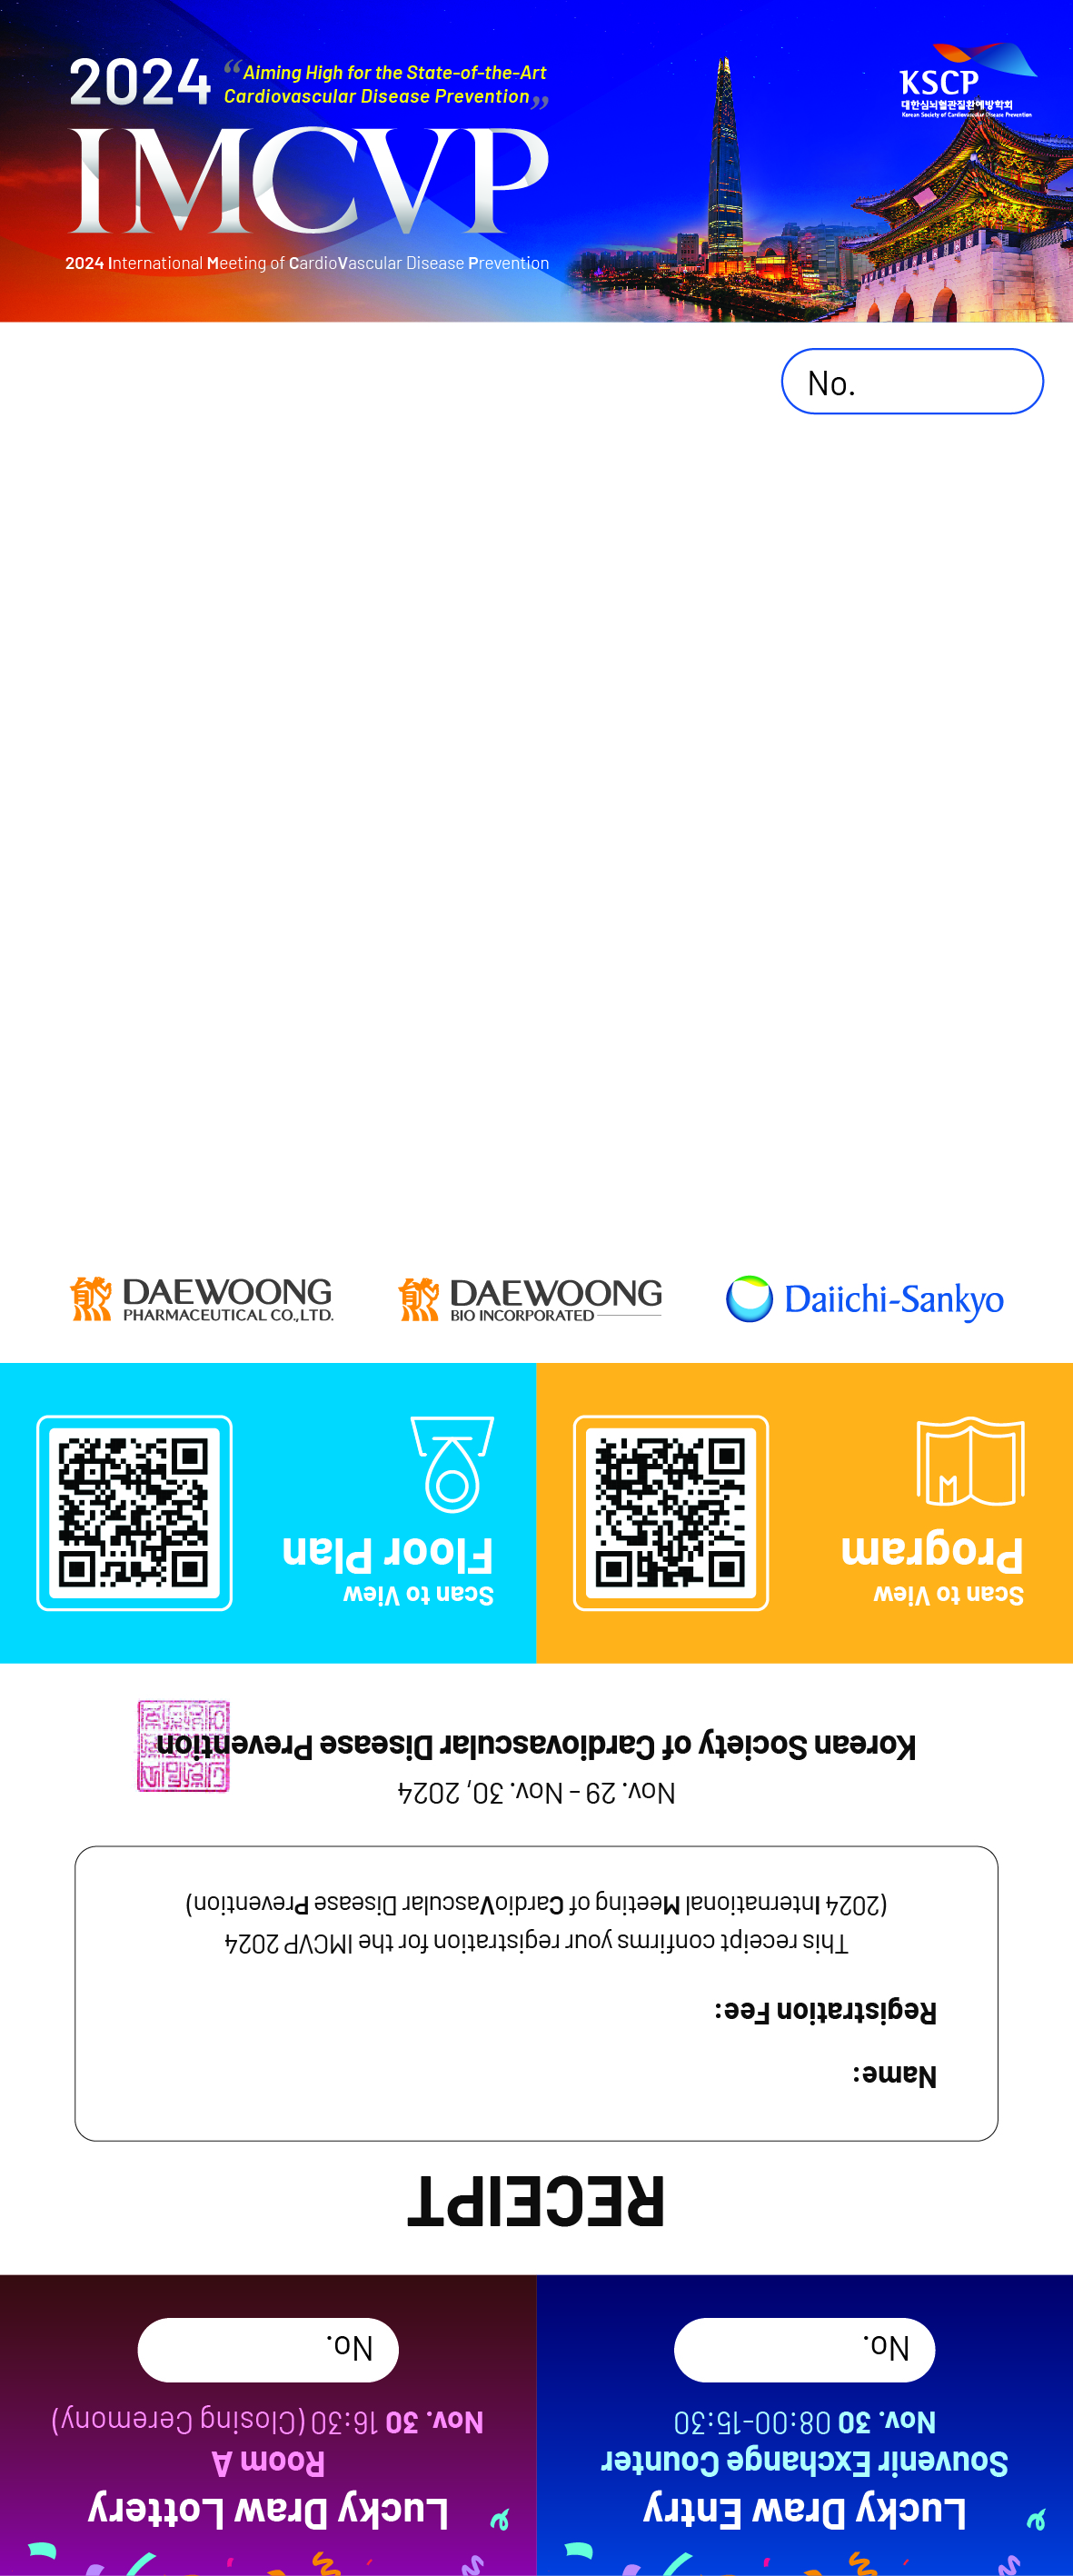 2024
“Aiming High for the State-of-the-Art
Cardiovascular Disease Prevention„
IMCVP
2024 International Meeting of CardioVascular Disease Prevention
KSCP
대한심뇌혈관질환예방학회
Korean Society of Cardiovascular Disease Prevention
No.
DAEWOONG
PHARMACEUTICAL CO.,LTD.
DAEWOONG
BIO INCORPORATED
Daiichi-Sankyo
Scan to View
Program
Scan to View
Floor Plan
Lucky Draw Entry
Souvenir Exchange Counter
Nov. 30 08:00-15:30
No.
Lucky Draw Lottery
Room A
Nov. 30 16:30 (Closing Ceremony)
No.
RECEIPT
Name:
Registration Fee:
This receipt confirms your registration for the IMCVP 2024
(2024 International Meeting of CardioVascular Disease Prevention)
Nov. 29 - Nov. 30, 2024
Korean Society of Cardiovascular Disease Prevention